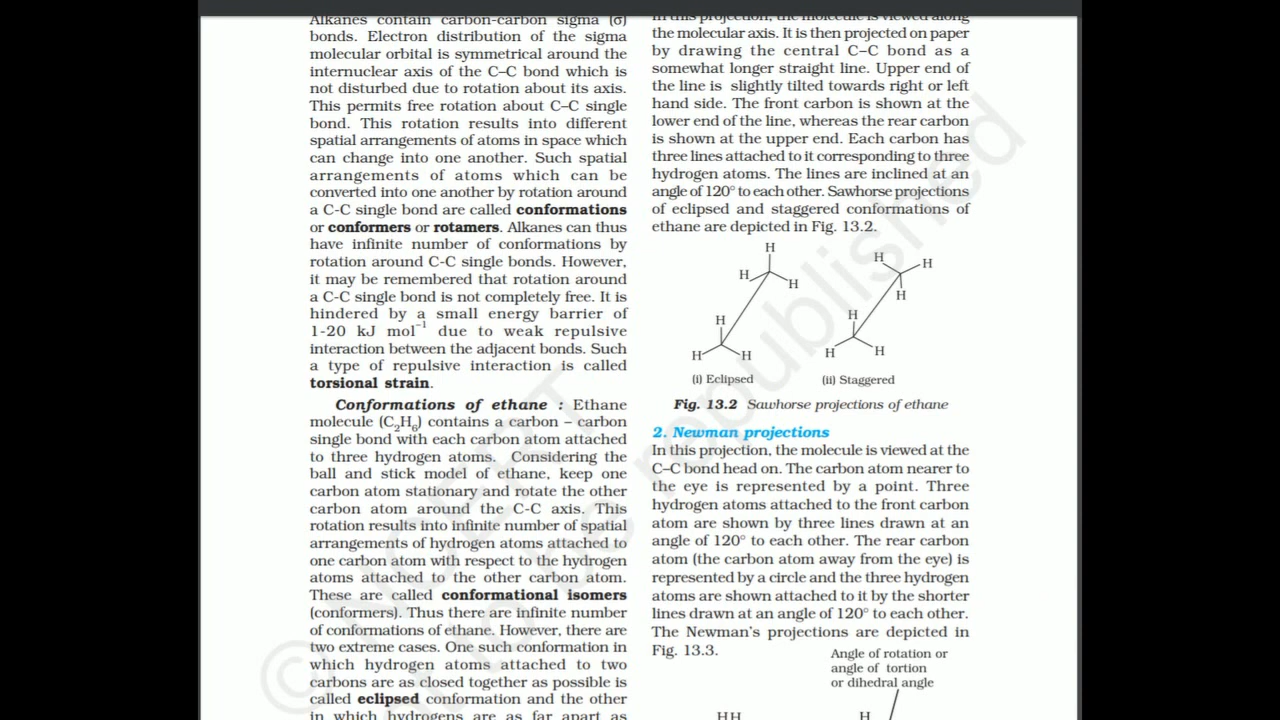 Alkanes contain carbon-carbon sigma (σ)
bonds. Electron distribution of the sigma
molecular orbital is symmetrical around the
internuclear axis of the C–C bond which is
not disturbed due to rotation about its axis.
This permits free rotation about C–C single
bond. This rotation results into different
spatial arrangements of atoms in space which
can change into one another. Such spatial
arrangements of atoms which can be
converted into one another by rotation around
a C-C single bond are called conformations
or conformers or rotamers. Alkanes can thus
have infinite number of conformations by
rotation around C-C single bonds. However,
it may be remembered that rotation around
a C-C single bond is not completely free. It is
hindered by a small energy barrier of
1-20 kJ mol⁻¹ due to weak repulsive
interaction between the adjacent bonds. Such
a type of repulsive interaction is called
torsional strain.
Conformations of ethane : Ethane
molecule (C₂H₆) contains a carbon – carbon
single bond with each carbon atom attached
to three hydrogen atoms. Considering the
ball and stick model of ethane, keep one
carbon atom stationary and rotate the other
carbon atom around the C-C axis. This
rotation results into infinite number of spatial
arrangements of hydrogen atoms attached to
one carbon atom with respect to the hydrogen
atoms attached to the other carbon atom.
These are called conformational isomers
(conformers). Thus there are infinite number
of conformations of ethane. However, there are
two extreme cases. One such conformation in
which hydrogen atoms attached to two
carbons are as closed together as possible is
called eclipsed conformation and the other
in which hydrogens are as far apart as
In this projection, the molecule is viewed along
the molecular axis. It is then projected on paper
by drawing the central C–C bond as a
somewhat longer straight line. Upper end of
the line is slightly tilted towards right or left
hand side. The front carbon is shown at the
lower end of the line, whereas the rear carbon
is shown at the upper end. Each carbon has
three lines attached to it corresponding to three
hydrogen atoms. The lines are inclined at an
angle of 120° to each other. Sawhorse projections
of eclipsed and staggered conformations of
ethane are depicted in Fig. 13.2.
H
H H
H
H H
(i) Eclipsed
H H
H
H
H H
(ii) Staggered
Fig. 13.2 Sawhorse projections of ethane
2. Newman projections
In this projection, the molecule is viewed at the
C–C bond head on. The carbon atom nearer to
the eye is represented by a point. Three
hydrogen atoms attached to the front carbon
atom are shown by three lines drawn at an
angle of 120° to each other. The rear carbon
atom (the carbon atom away from the eye) is
represented by a circle and the three hydrogen
atoms are shown attached to it by the shorter
lines drawn at an angle of 120° to each other.
The Newman's projections are depicted in
Fig. 13.3.
Angle of rotation or
angle of tortion
or dihedral angle
HH
H
© NCERT
not to be republished